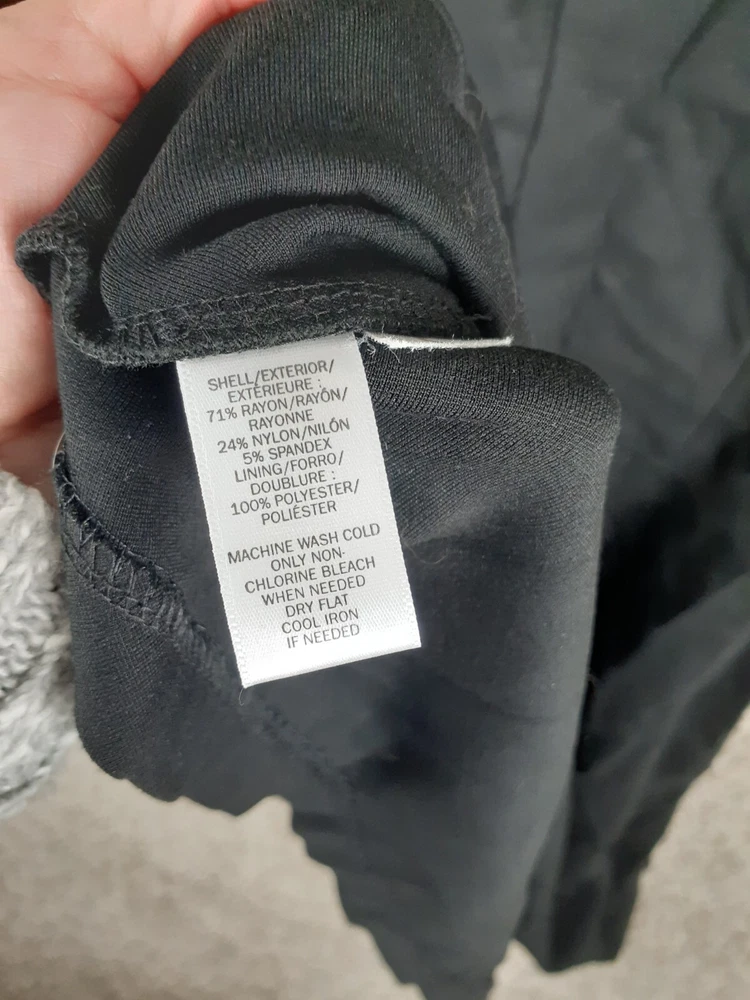 SHELL/EXTERIOR/
EXTÉRIEURE :
71% RAYON/RAYÓN/
RAYONNE
24% NYLON/NILÓN
5% SPANDEX
LINING/FORRO/
DOUBLURE :
100% POLYESTER/
POLIÉSTER
MACHINE WASH COLD
ONLY NON-
CHLORINE BLEACH
WHEN NEEDED
DRY FLAT
COOL IRON
IF NEEDED